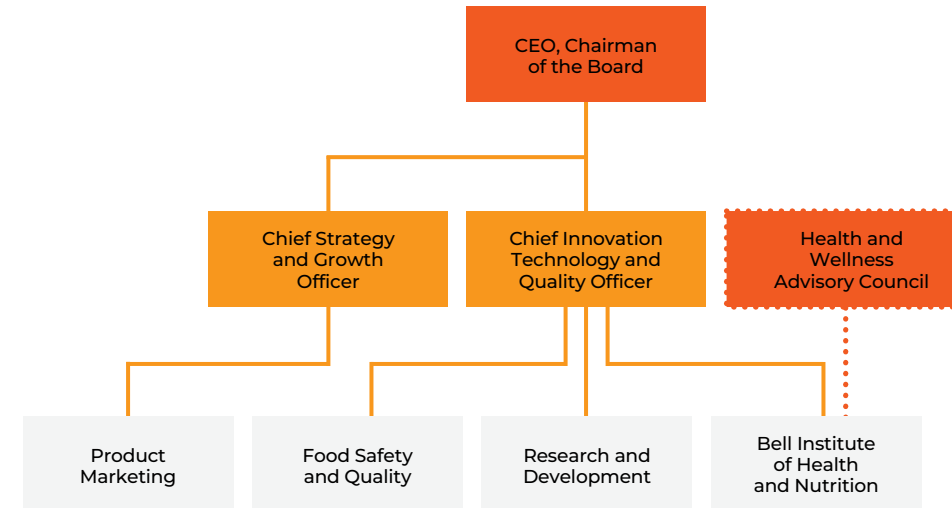 CEO, Chairman
of the Board
Chief Strategy
and Growth
Officer
Chief Innovation
Technology and
Quality Officer
Health and
Wellness
Advisory Council
Product
Marketing
Food Safety
and Quality
Research and
Development
Bell Institute
of Health
and Nutrition